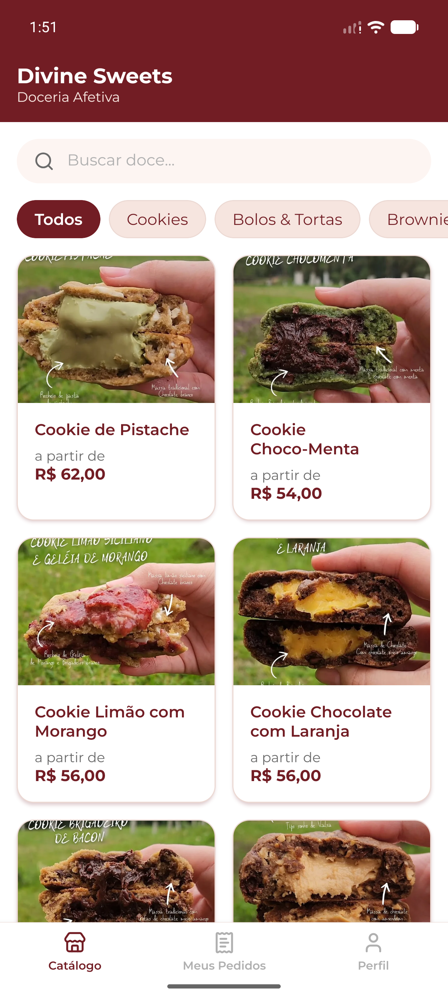 1:51
Divine Sweets
Doceria Afetiva
Buscar doce...
Todos
Cookies
Bolos & Tortas
Brownie
COOKIE PISTACHE
Recheio de pasta
Massa tradicional com
Chocolate branco
Cookie de Pistache
a partir de
R$ 62,00
COOKIE CHOCOMENTA
Massa tradicional com menta
E chocolate com menta
Cookie
Choco-Menta
a partir de
R$ 54,00
COOKIE LIMÃO SICILIANO
E GELÉIA DE MORANGO
Massa limão siciliano com
Chocolate branco
Recheio de Geléia
de Morango e Brigadeiro branco
Cookie Limão com
Morango
a partir de
R$ 56,00
E LARANJA
Massa de Chocolate
Com chocolate meio amargo
Cookie Chocolate
com Laranja
a partir de
R$ 56,00
COOKIE BRIGADEIRO
DE BACON
Massa tradicional com
Gotas de chocolate meio amargo
Tipo sonho de Valsa
Massa de chocolate
com amendoim
Catálogo
Meus Pedidos
Perfil